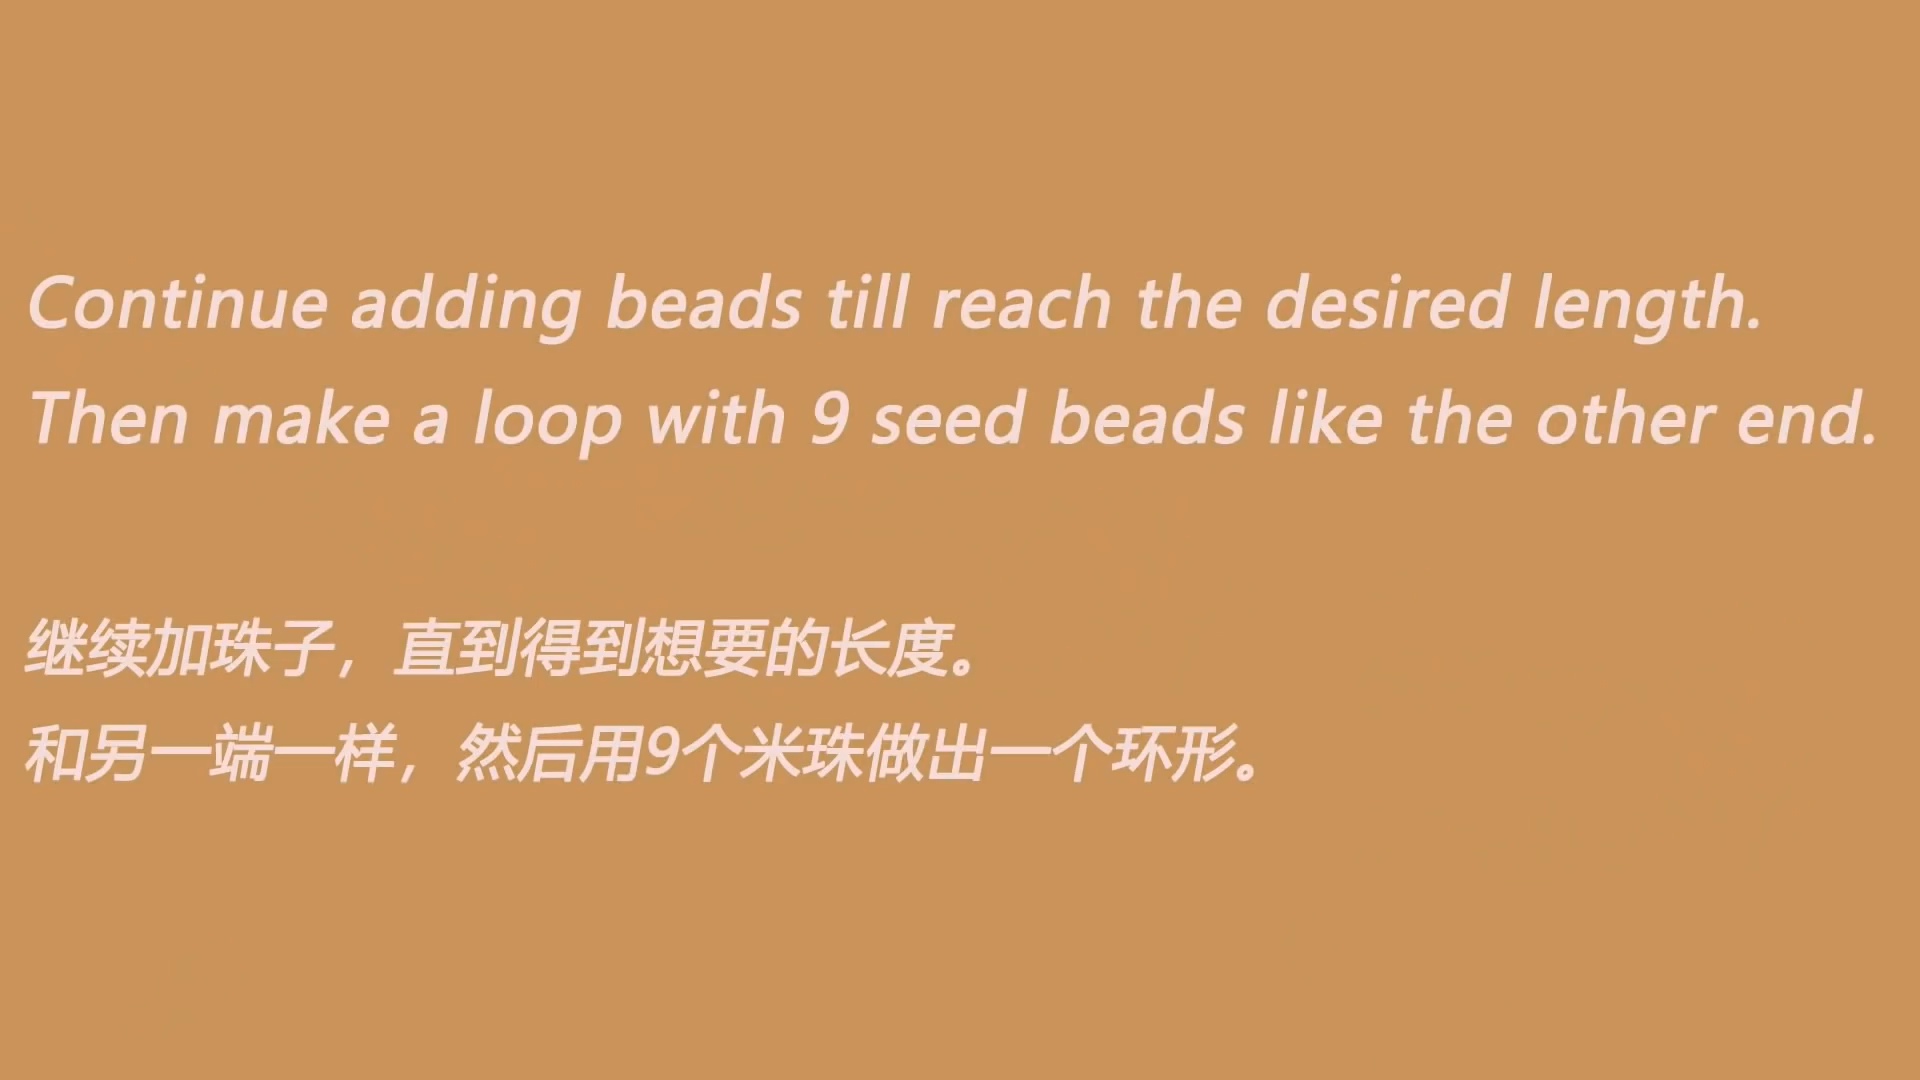 Continue adding beads till reach the desired length.
Then make a loop with 9 seed beads like the other end.
继续加珠子，直到得到想要的长度。
和另一端一样，然后用9个米珠做出一个环形。